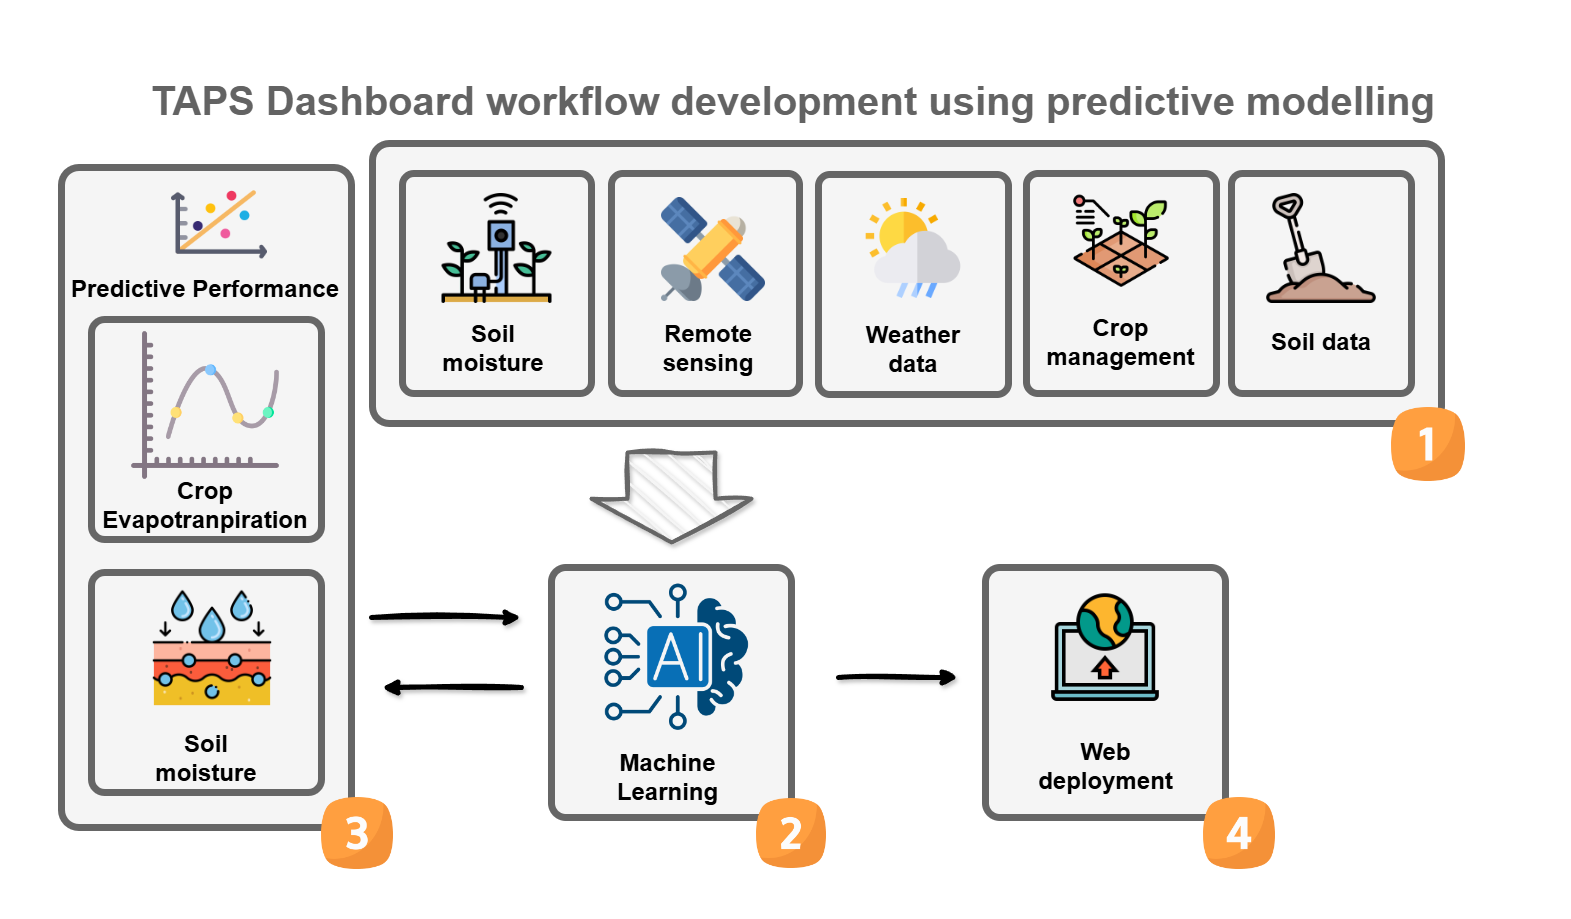 TAPS Dashboard workflow development using predictive modelling
Soil
moisture
Remote
sensing
Weather
data
Crop
management
Soil data
1
Predictive Performance
Crop
Evapotranpiration
Soil
moisture
3
AI
Machine
Learning
2
Web
deployment
4